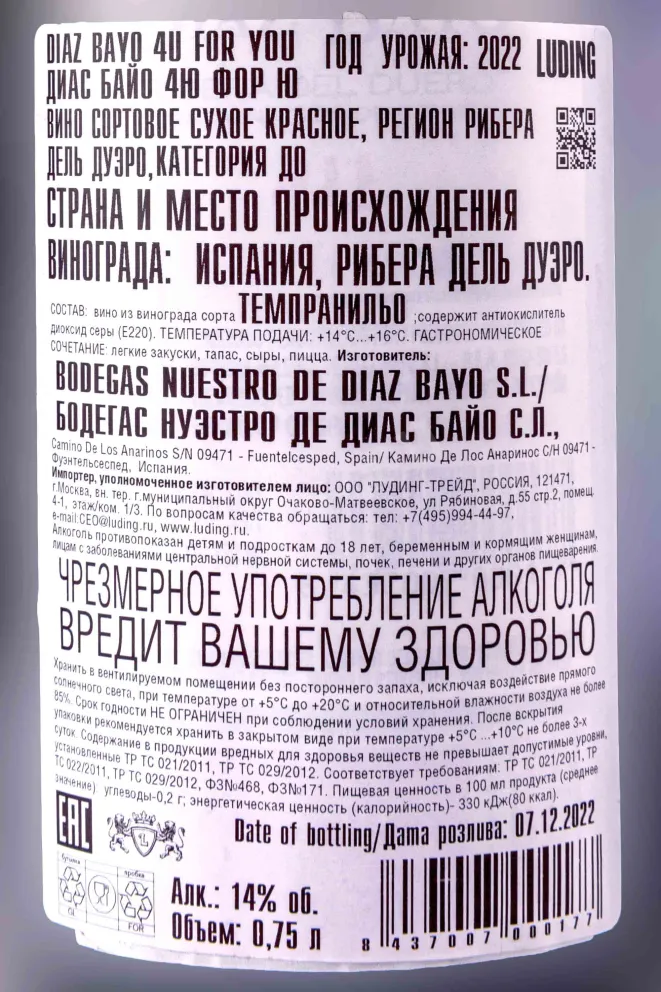 DIAZ BAYO 4U FOR YOU ГОД УРОЖАЯ: 2022 LUDING
ДИАС БАЙО 4Ю ФОР Ю
ВИНО СОРТОВОЕ СУХОЕ КРАСНОЕ, РЕГИОН РИБЕРА
ДЕЛЬ ДУЭРО, КАТЕГОРИЯ ДО
СТРАНА И МЕСТО ПРОИСХОЖДЕНИЯ
ВИНОГРАДА: ИСПАНИЯ, РИБЕРА ДЕЛЬ ДУЭРО.
СОСТАВ: вино из винограда сорта ТЕМПРАНИЛЬО ;содержит антиокислитель
диоксид серы (Е220). ТЕМПЕРАТУРА ПОДАЧИ: +14°С...+16°С. ГАСТРОНОМИЧЕСКОЕ
СОЧЕТАНИЕ: легкие закуски, тапас, сыры, пицца. Изготовитель:
BODEGAS NUESTRO DE DIAZ BAYO S.L./
БОДЕГАС НУЭСТРО ДЕ ДИАС БАЙО С.Л.,
Camino De Los Anarinos S/N 09471 - Fuentelcesped, Spain/ Камино Де Лос Анаринос С/Н 09471 -
Фуэнтельсеспед, Испания.
Импортер, уполномоченное изготовителем лицо: ООО "ЛУДИНГ-ТРЕЙД", РОССИЯ, 121471,
г.Москва, вн. тер. г.муниципальный округ Очаково-Матвеевское, ул Рябиновая, д.55 стр.2, помещ.
4-1, этаж/ком. 1/3. По вопросам качества обращаться: тел: +7(495)994-44-97,
e-mail:CEO@luding.ru, www.luding.ru.
Алкоголь противопоказан детям и подросткам до 18 лет, беременным и кормящим женщинам,
лицам с заболеваниями центральной нервной системы, почек, печени и других органов пищеварения.
ЧРЕЗМЕРНОЕ УПОТРЕБЛЕНИЕ АЛКОГОЛЯ
ВРЕДИТ ВАШЕМУ ЗДОРОВЬЮ
Хранить в вентилируемом помещении без постороннего запаха, исключая воздействие прямого
солнечного света, при температуре от +5°С до +20°С и относительной влажности воздуха не более
85%. Срок годности НЕ ОГРАНИЧЕН при соблюдении условий хранения. После вскрытия
упаковки рекомендуется хранить в закрытом виде при температуре +5°С ...+10°С не более 3-х
суток. Содержание в продукции вредных для здоровья веществ не превышает допустимые уровни,
установленные ТР ТС 021/2011, ТР ТС 029/2012. Соответствует требованиям: ТР ТС 021/2011, ТР
ТС 022/2011, ТР ТС 029/2012, ФЗ№468, ФЗ№171. Пищевая ценность в 100 мл продукта (среднее
значение): углеводы-0,2 г; энергетическая ценность (калорийность)- 330 кДж(80 ккал).
EAC L Date of bottling/Дата розлива: 07.12.2022
бутылка пробка
FOR
Алк.: 14% об.
Объем: 0,75 л
8 437007 000177